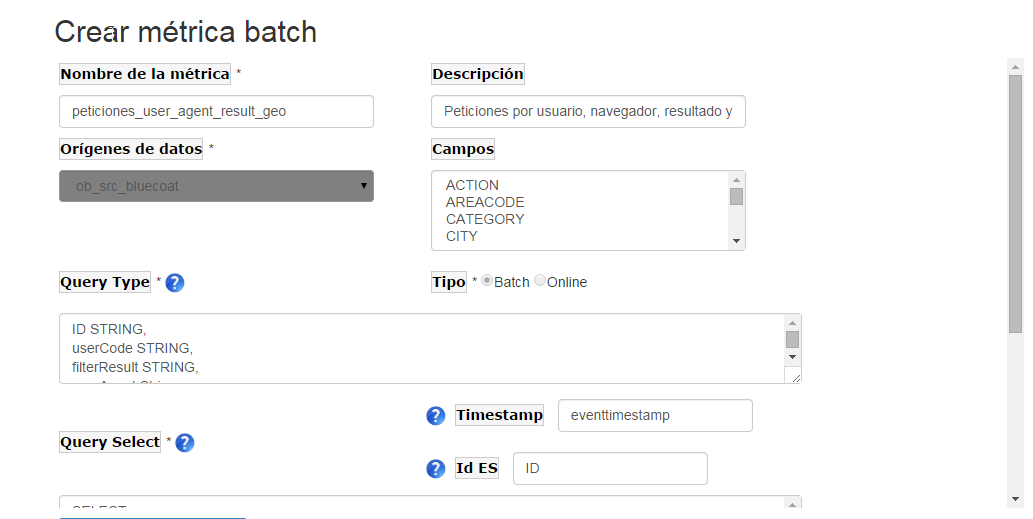 Crear métrica batch
Nombre de la métrica *
Descripción
peticiones_user_agent_result_geo
Peticiones por usuario, navegador, resultado y
Orígenes de datos *
Campos
ob_src_bluecoat
ACTION
AREACODE
CATEGORY
CITY
Query Type * ?
Tipo * Batch Online
ID STRING,
userCode STRING,
filterResult STRING,
? Timestamp eventtimestamp
Query Select * ?
? Id ES ID
SELECT